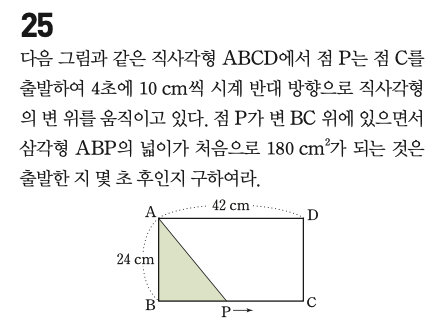 25
다음 그림과 같은 직사각형 ABCD에서 점 P는 점 C를
출발하여 4초에 10 cm씩 시계 반대 방향으로 직사각형
의 변 위를 움직이고 있다. 점 P가 변 BC 위에 있으면서
삼각형 ABP의 넓이가 처음으로 180 cm²가 되는 것은
출발한 지 몇 초 후인지 구하여라.
42 cm
A D
24 cm
B P → C